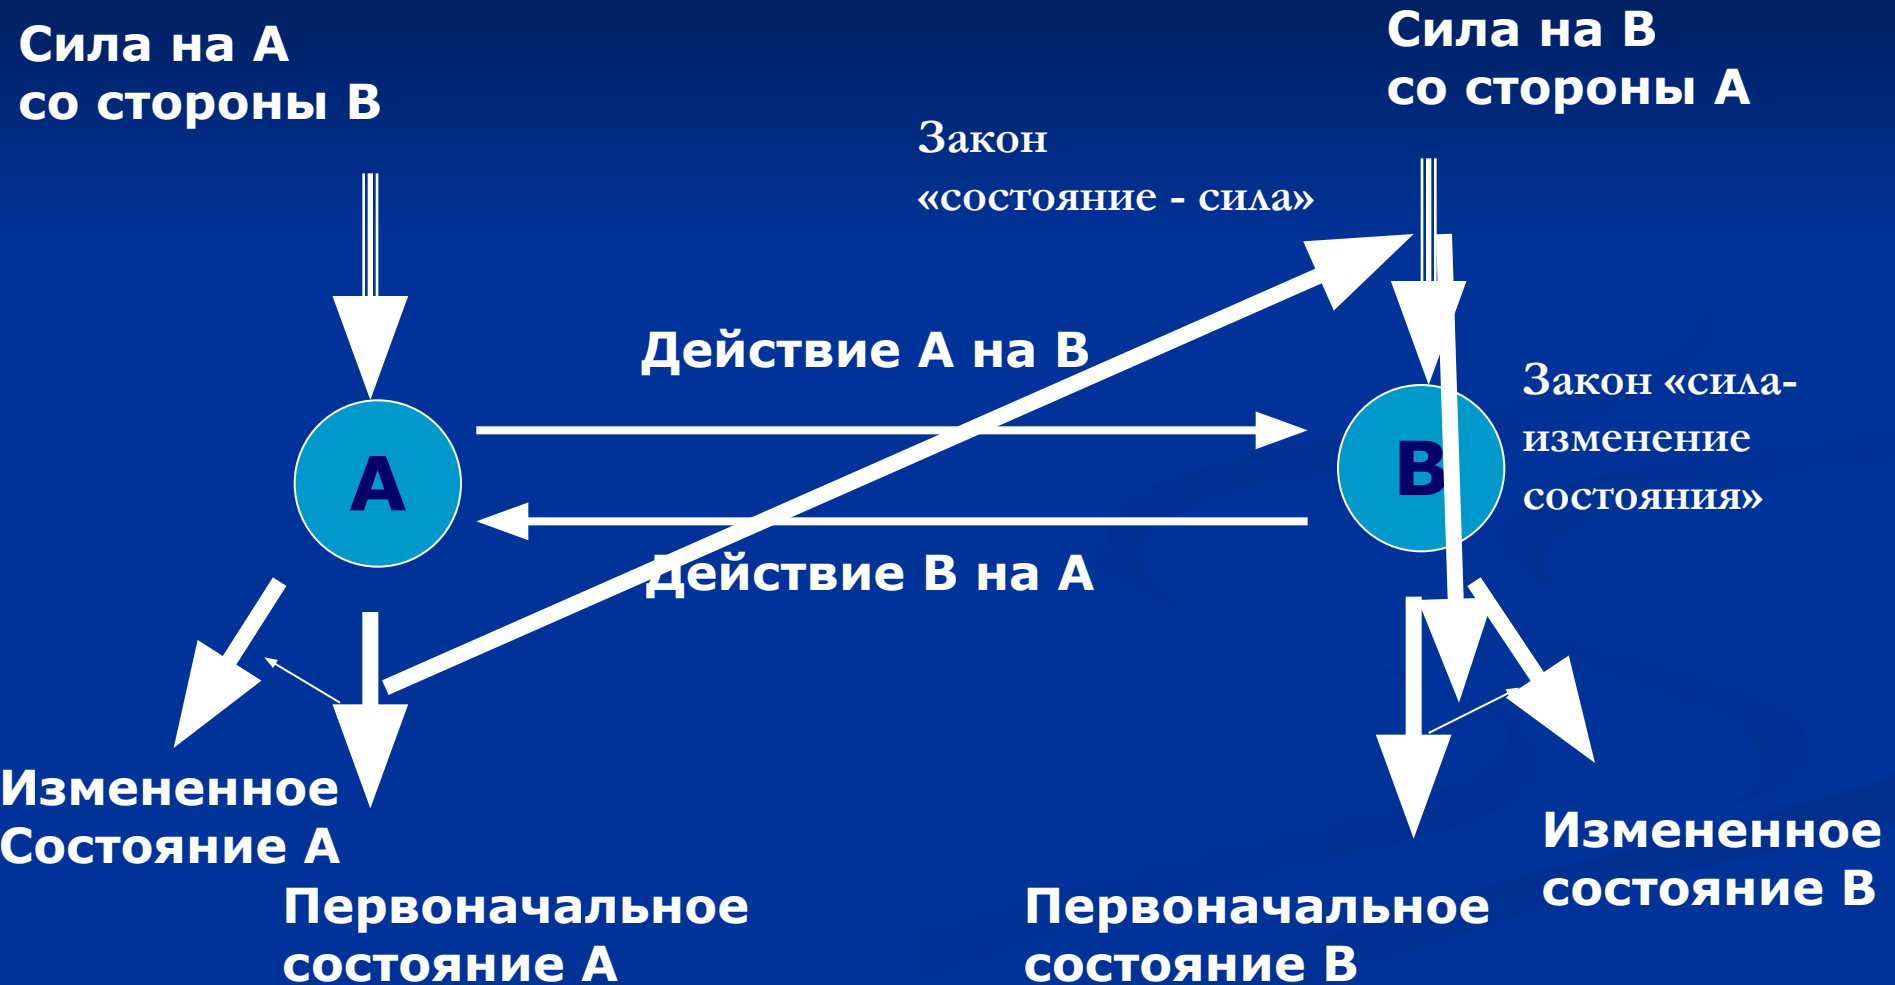 Сила на А
со стороны В
Сила на В
со стороны А
Закон
«состояние - сила»
Действие А на В
Закон «сила-
изменение
состояния»
А
В
Действие В на А
Измененное
Состояние А
Первоначальное
состояние А
Первоначальное
состояние В
Измененное
состояние В